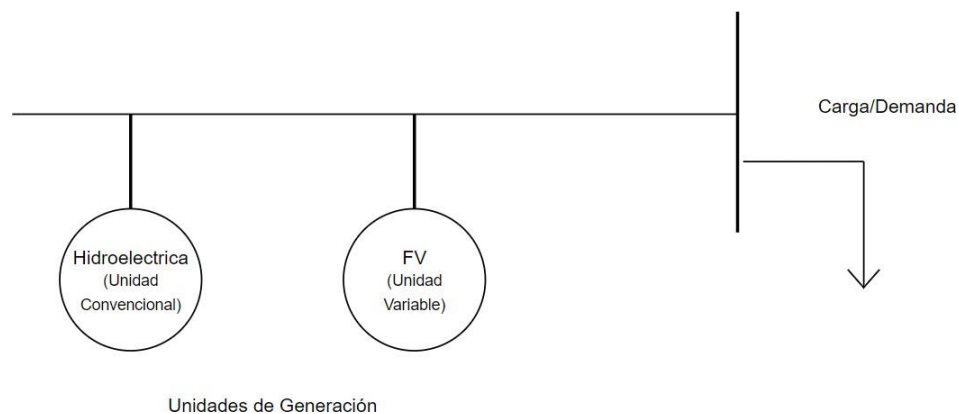 Carga/Demanda
Hidroelectrica
(Unidad
Convencional)
FV
(Unidad
Variable)
Unidades de Generación